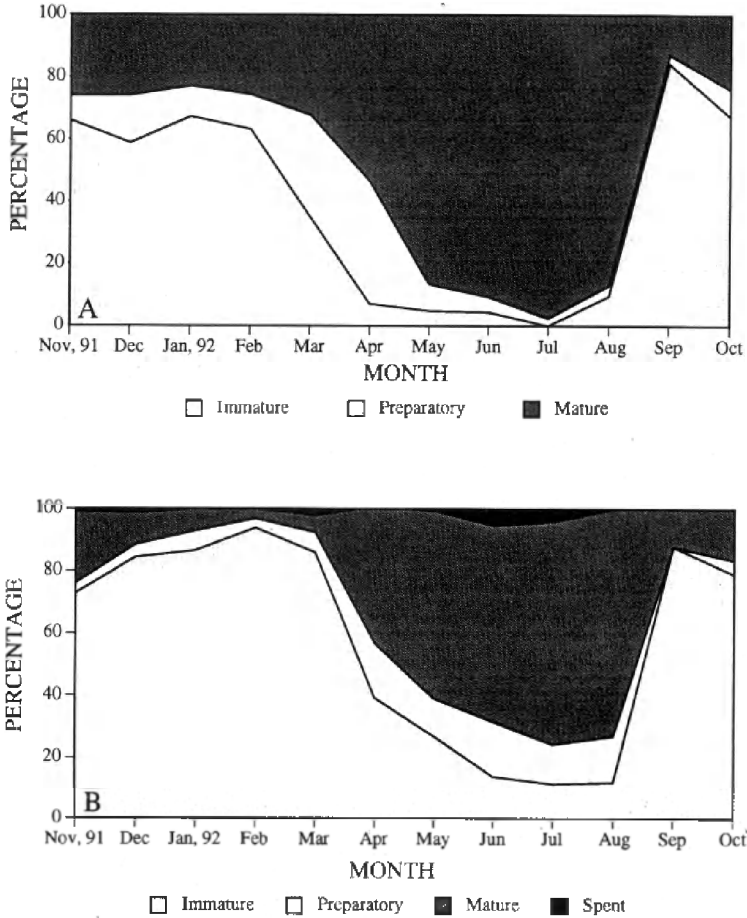 100
80
60
40
20
0
PERCENTAGE
A
Nov, 91 Dec Jan, 92 Feb Mar Apr May Jun Jul Aug Sep Oct
MONTH
Immature Preparatory Mature
100
80
60
40
20
0
PERCENTAGE
B
Nov, 91 Dec Jan, 92 Feb Mar Apr May Jun Jul Aug Sep Oct
MONTH
Immature Preparatory Mature Spent